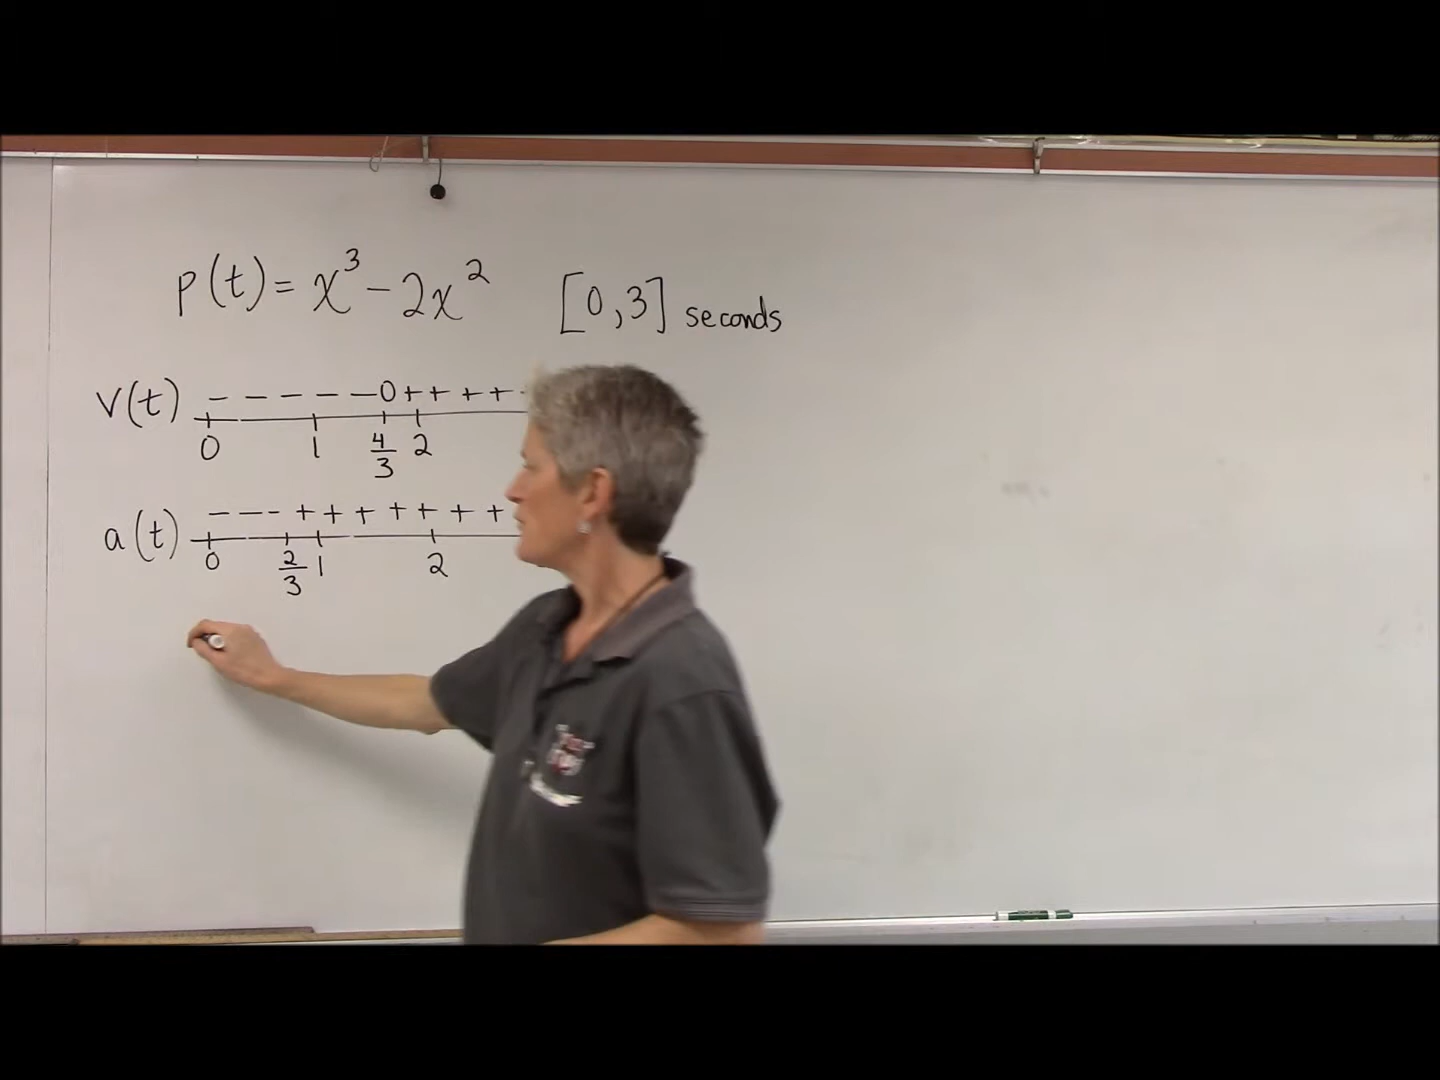 p(t) = x³ - 2x² [0,3] seconds
v(t) - - - - - 0 + + + +
0 1 4/3 2
a(t) - - - + + + + + + +
0 2/3 1 2